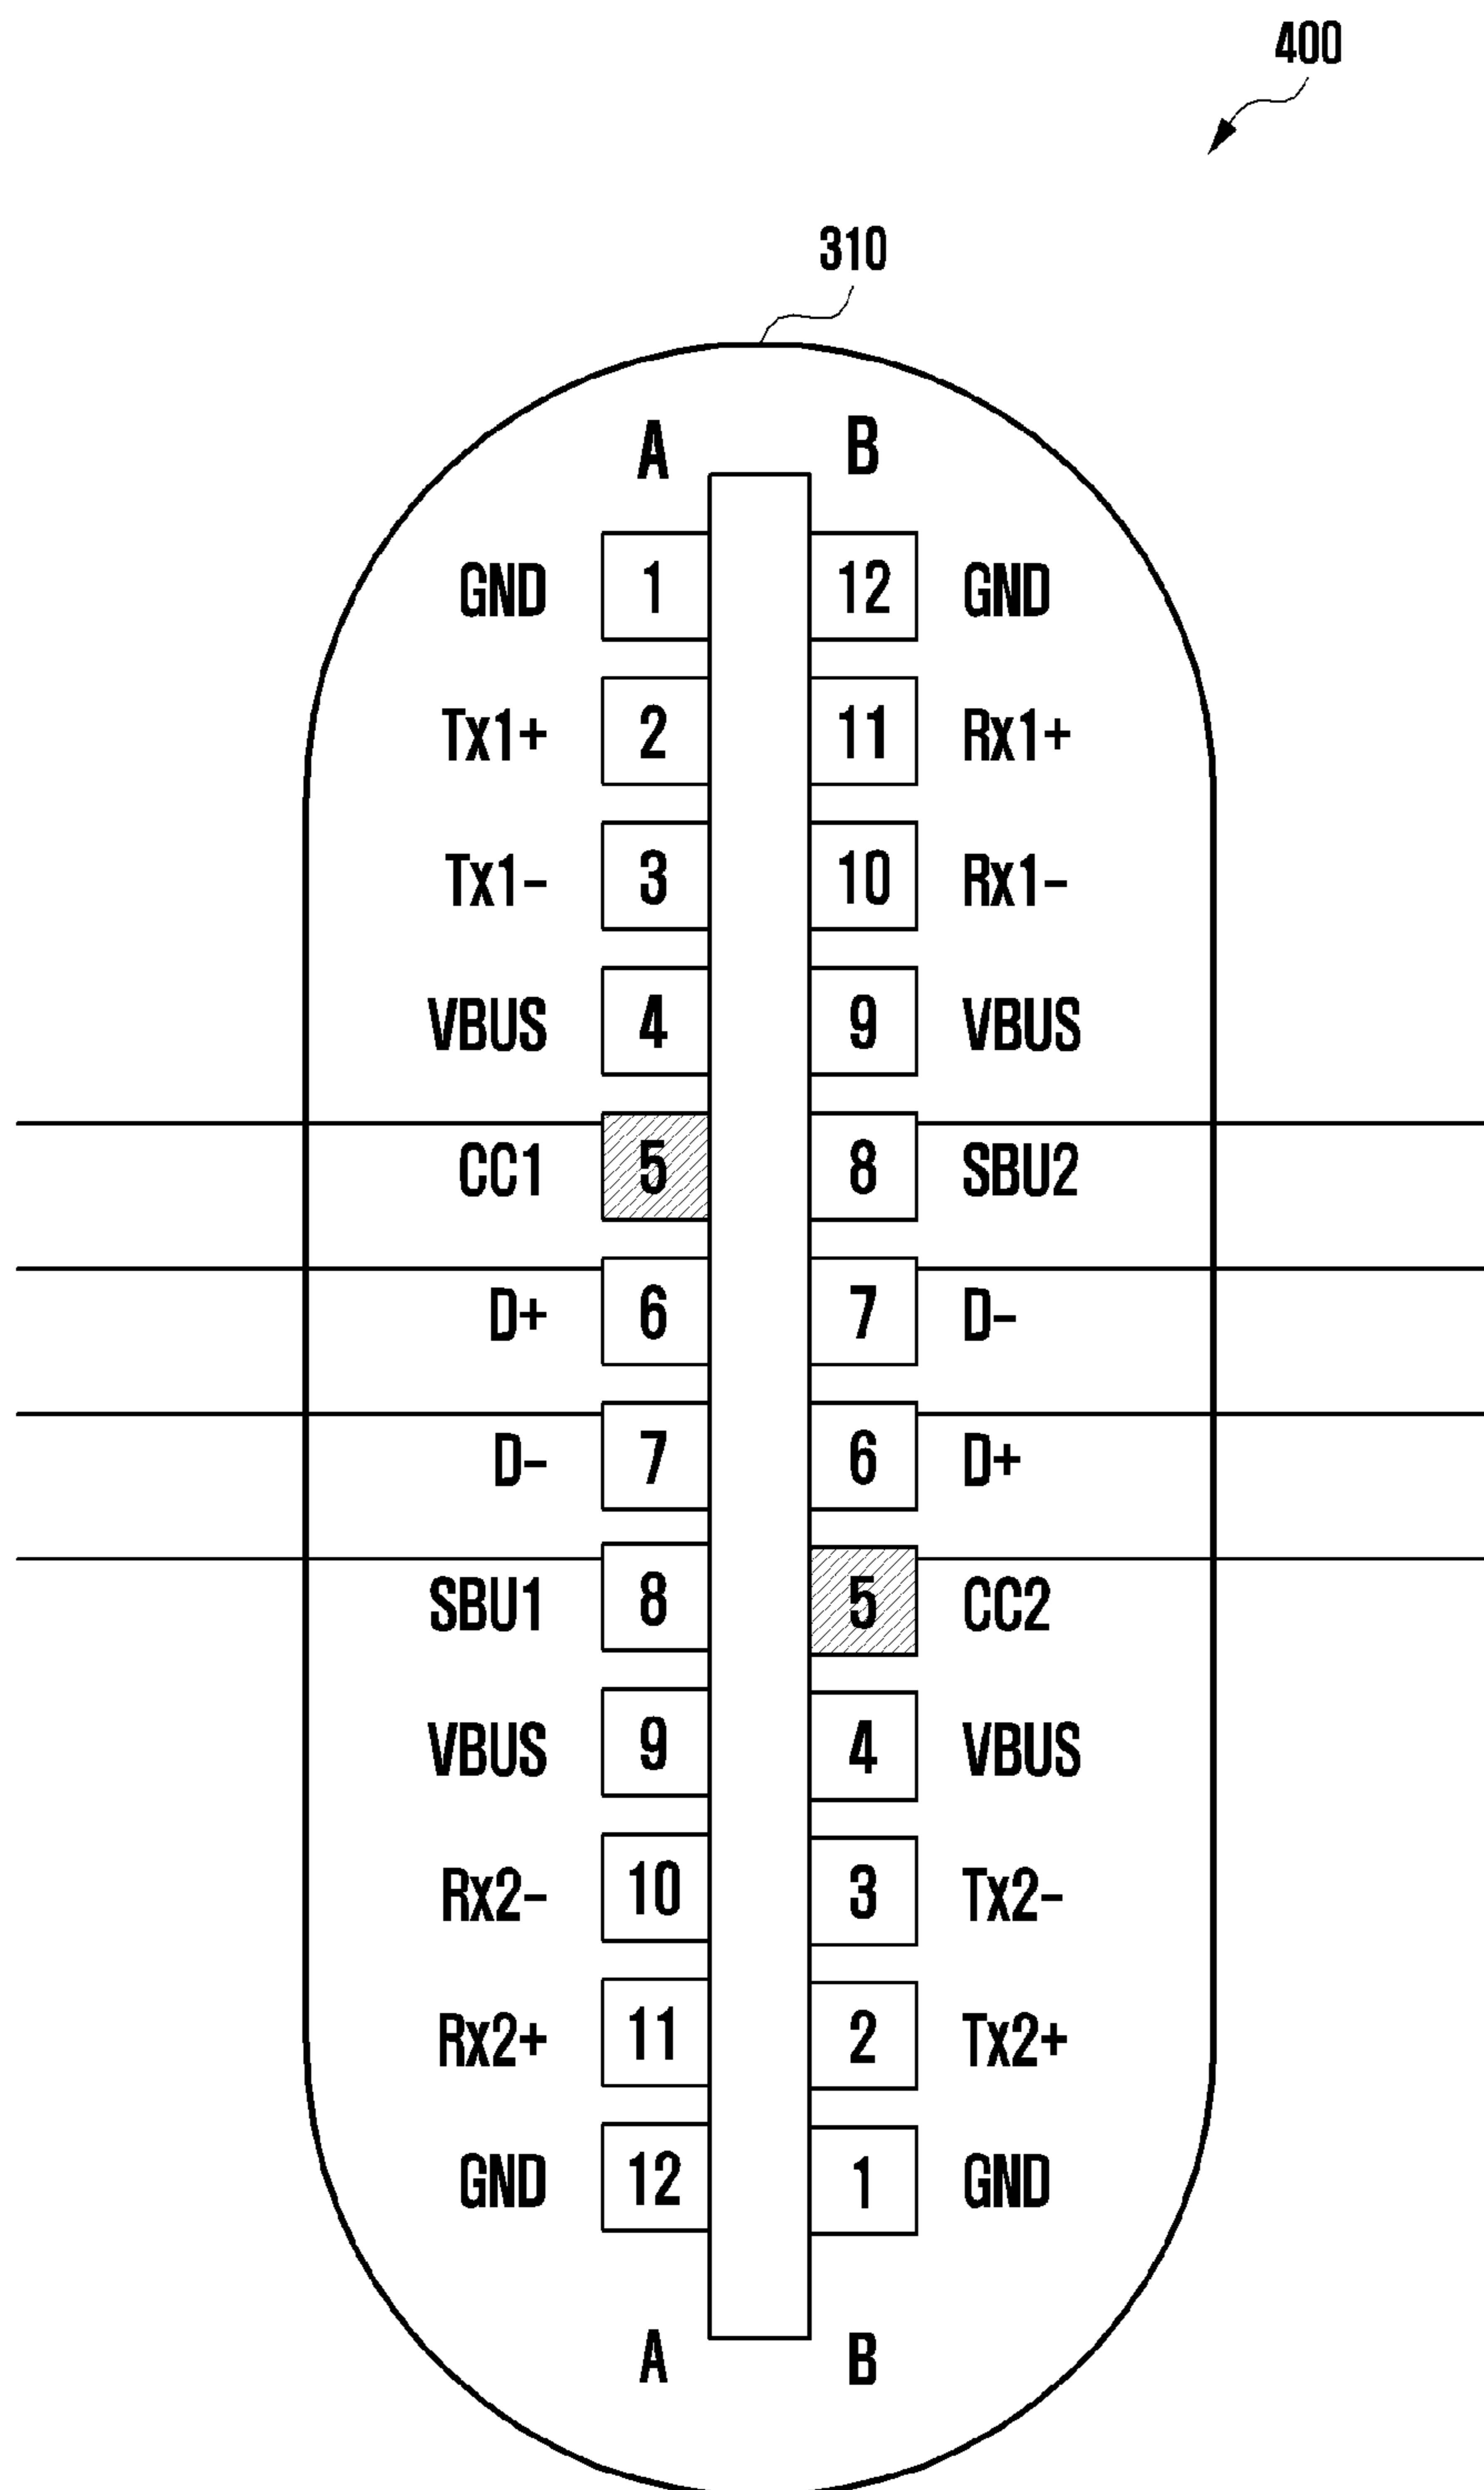 400
310
A B
GND 1 12 GND
Tx1+ 2 11 Rx1+
Tx1- 3 10 Rx1-
VBUS 4 9 VBUS
CC1 5 8 SBU2
D+ 6 7 D-
D- 7 6 D+
SBU1 8 5 CC2
VBUS 9 4 VBUS
Rx2- 10 3 Tx2-
Rx2+ 11 2 Tx2+
GND 12 1 GND
A B